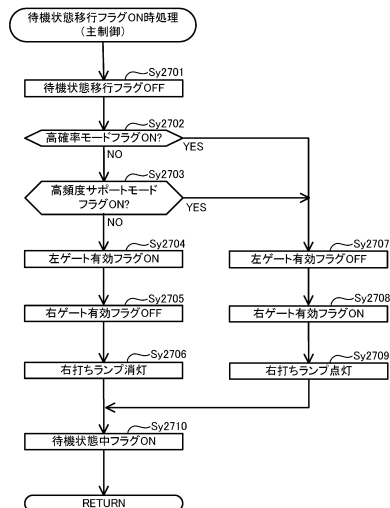 待機状態移行フラグON時処理
（主制御）
Sy2701
待機状態移行フラグOFF
Sy2702
高確率モードフラグON?
YES
NO
Sy2703
高頻度サポートモード
フラグON?
YES
NO
Sy2704
左ゲート有効フラグON
Sy2705
右ゲート有効フラグOFF
Sy2706
右打ちランプ消灯
Sy2707
左ゲート有効フラグOFF
Sy2708
右ゲート有効フラグON
Sy2709
右打ちランプ点灯
Sy2710
待機状態中フラグON
RETURN